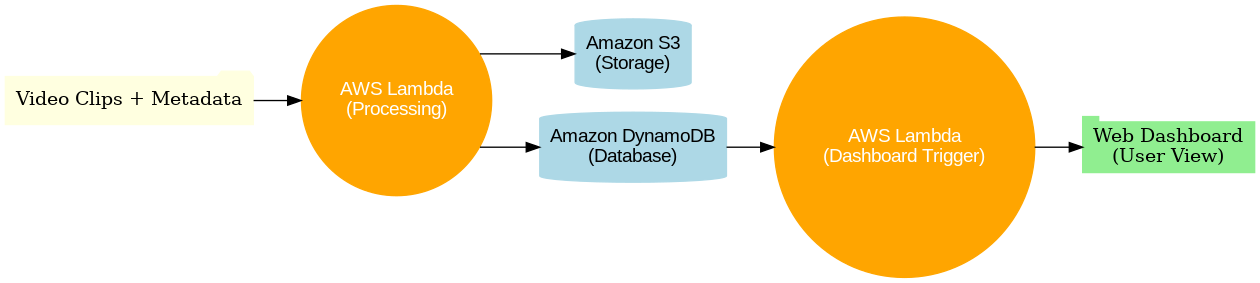 Video Clips + Metadata
AWS Lambda
(Processing)
Amazon S3
(Storage)
Amazon DynamoDB
(Database)
AWS Lambda
(Dashboard Trigger)
Web Dashboard
(User View)